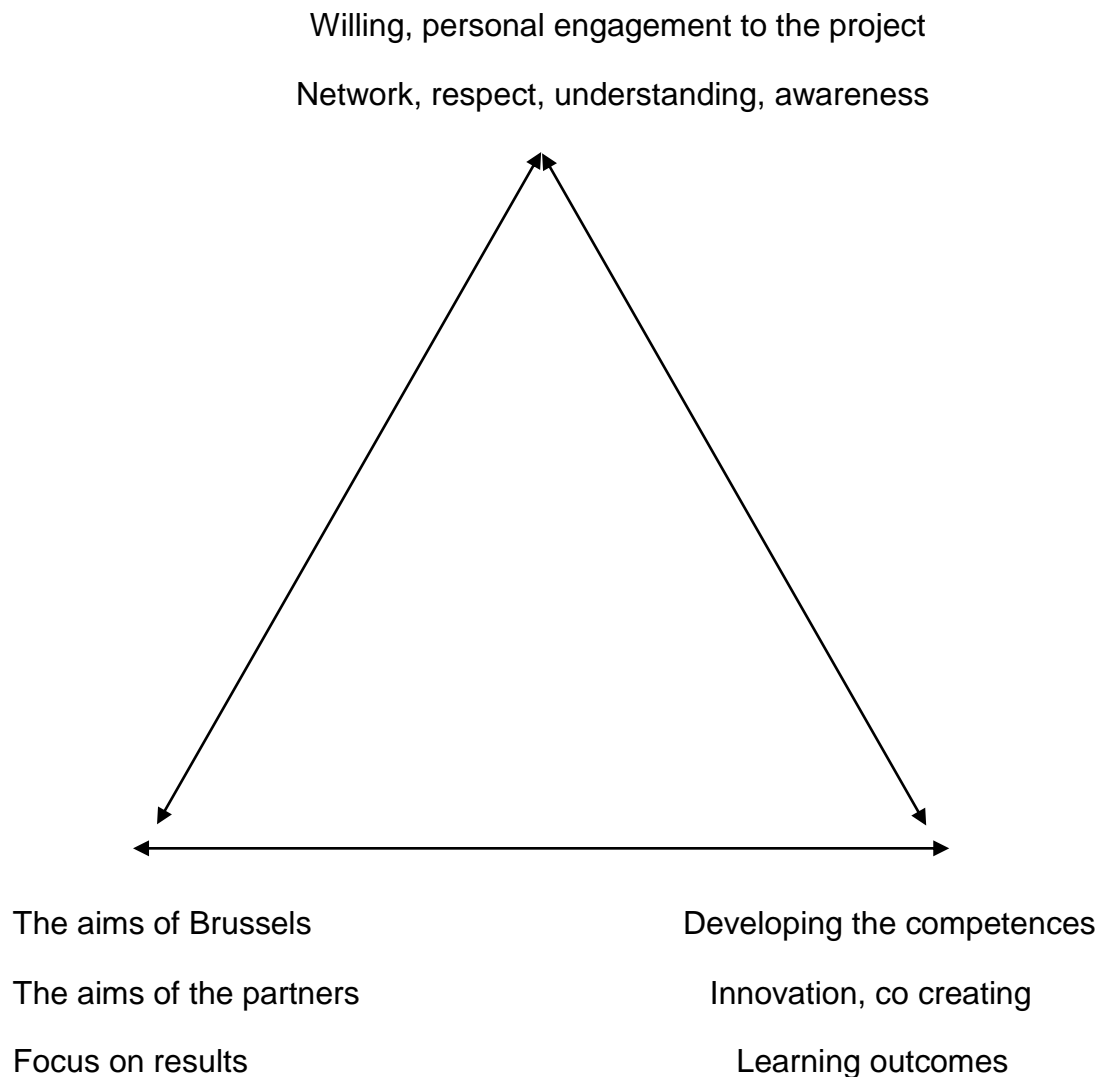 Willing, personal engagement to the project
Network, respect, understanding, awareness
The aims of Brussels
Developing the competences
The aims of the partners
Innovation, co creating
Focus on results
Learning outcomes